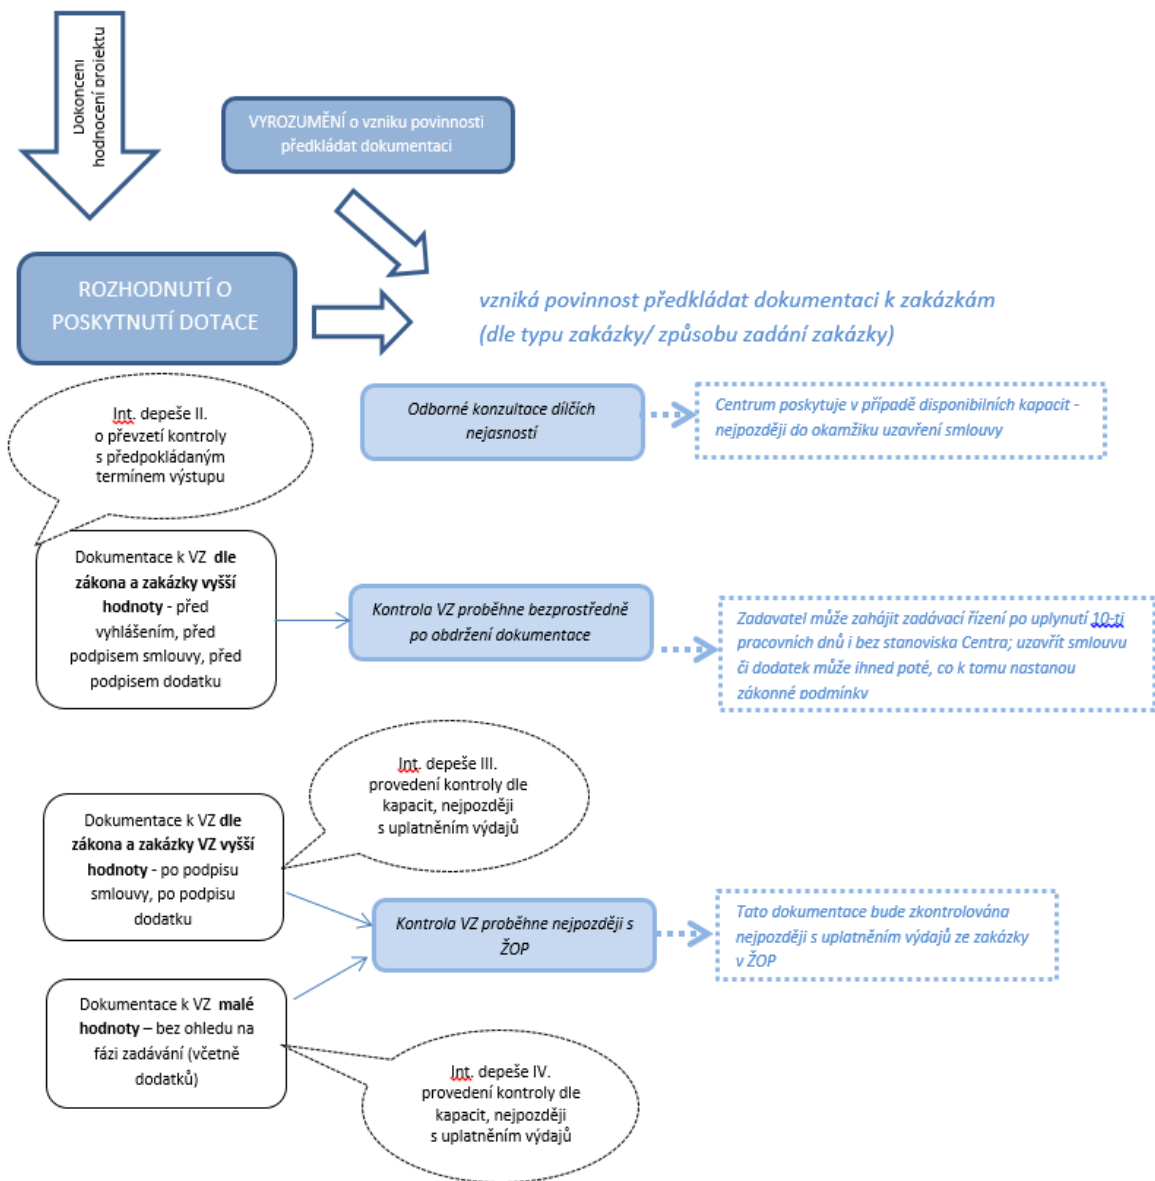 Dokončení
hodnocení projektu
VYROZUMĚNÍ o vzniku povinnosti
předkládat dokumentaci
ROZHODNUTÍ O
POSKYTNUTÍ DOTACE
vzniká povinnost předkládat dokumentaci k zakázkám
(dle typu zakázky/ způsobu zadání zakázky)
Int. depeše II.
o převzetí kontroly
s předpokládaným
termínem výstupu
Odborné konzultace dílčích
nejasností
Centrum poskytuje v případě disponibilních kapacit -
nejpozději do okamžiku uzavření smlouvy
Dokumentace k VZ dle
zákona a zakázky vyšší
hodnoty - před
vyhlášením, před
podpisem smlouvy, před
podpisem dodatku
Kontrola VZ proběhne bezprostředně
po obdržení dokumentace
Zadavatel může zahájit zadávací řízení po uplynutí 10-ti
pracovních dnů i bez stanoviska Centra; uzavřít smlouvu
či dodatek může ihned poté, co k tomu nastanou
zákonné podmínky
Int. depeše III.
provedení kontroly dle
kapacit, nejpozději
s uplatněním výdajů
Dokumentace k VZ dle
zákona a zakázky VZ vyšší
hodnoty - po podpisu
smlouvy, po podpisu
dodatku
Kontrola VZ proběhne nejpozději s
ŽOP
Tato dokumentace bude zkontrolována
nejpozději s uplatněním výdajů ze zakázky
v ŽOP
Dokumentace k VZ malé
hodnoty – bez ohledu na
fázi zadávání (včetně
dodatků)
Int. depeše IV.
provedení kontroly dle
kapacit, nejpozději
s uplatněním výdajů